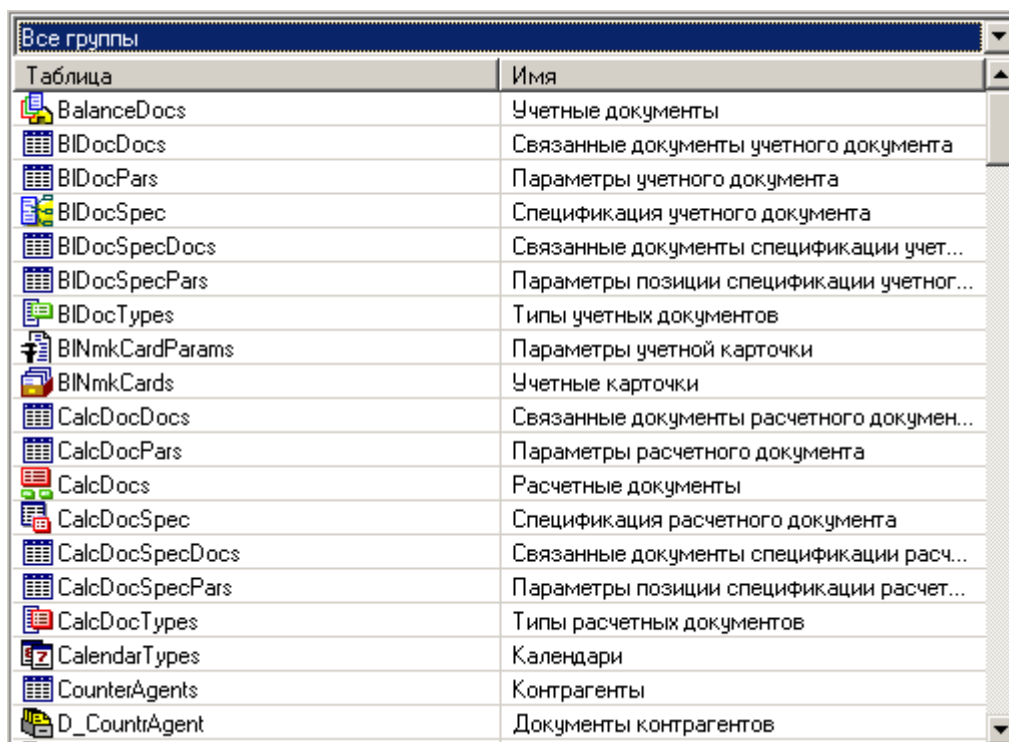 Все группы
Таблица Имя
BalanceDocs Учетные документы
BlDocDocs Связанные документы учетного документа
BlDocPars Параметры учетного документа
BlDocSpec Спецификация учетного документа
BlDocSpecDocs Связанные документы спецификации учет...
BlDocSpecPars Параметры позиции спецификации учетног...
BlDocTypes Типы учетных документов
BlNmkCardParams Параметры учетной карточки
BlNmkCards Учетные карточки
CalcDocDocs Связанные документы расчетного докумен...
CalcDocPars Параметры расчетного документа
CalcDocs Расчетные документы
CalcDocSpec Спецификация расчетного документа
CalcDocSpecDocs Связанные документы спецификации расч...
CalcDocSpecPars Параметры позиции спецификации расчет...
CalcDocTypes Типы расчетных документов
CalendarTypes Календари
CounterAgents Контрагенты
D_CountrAgent Документы контрагентов